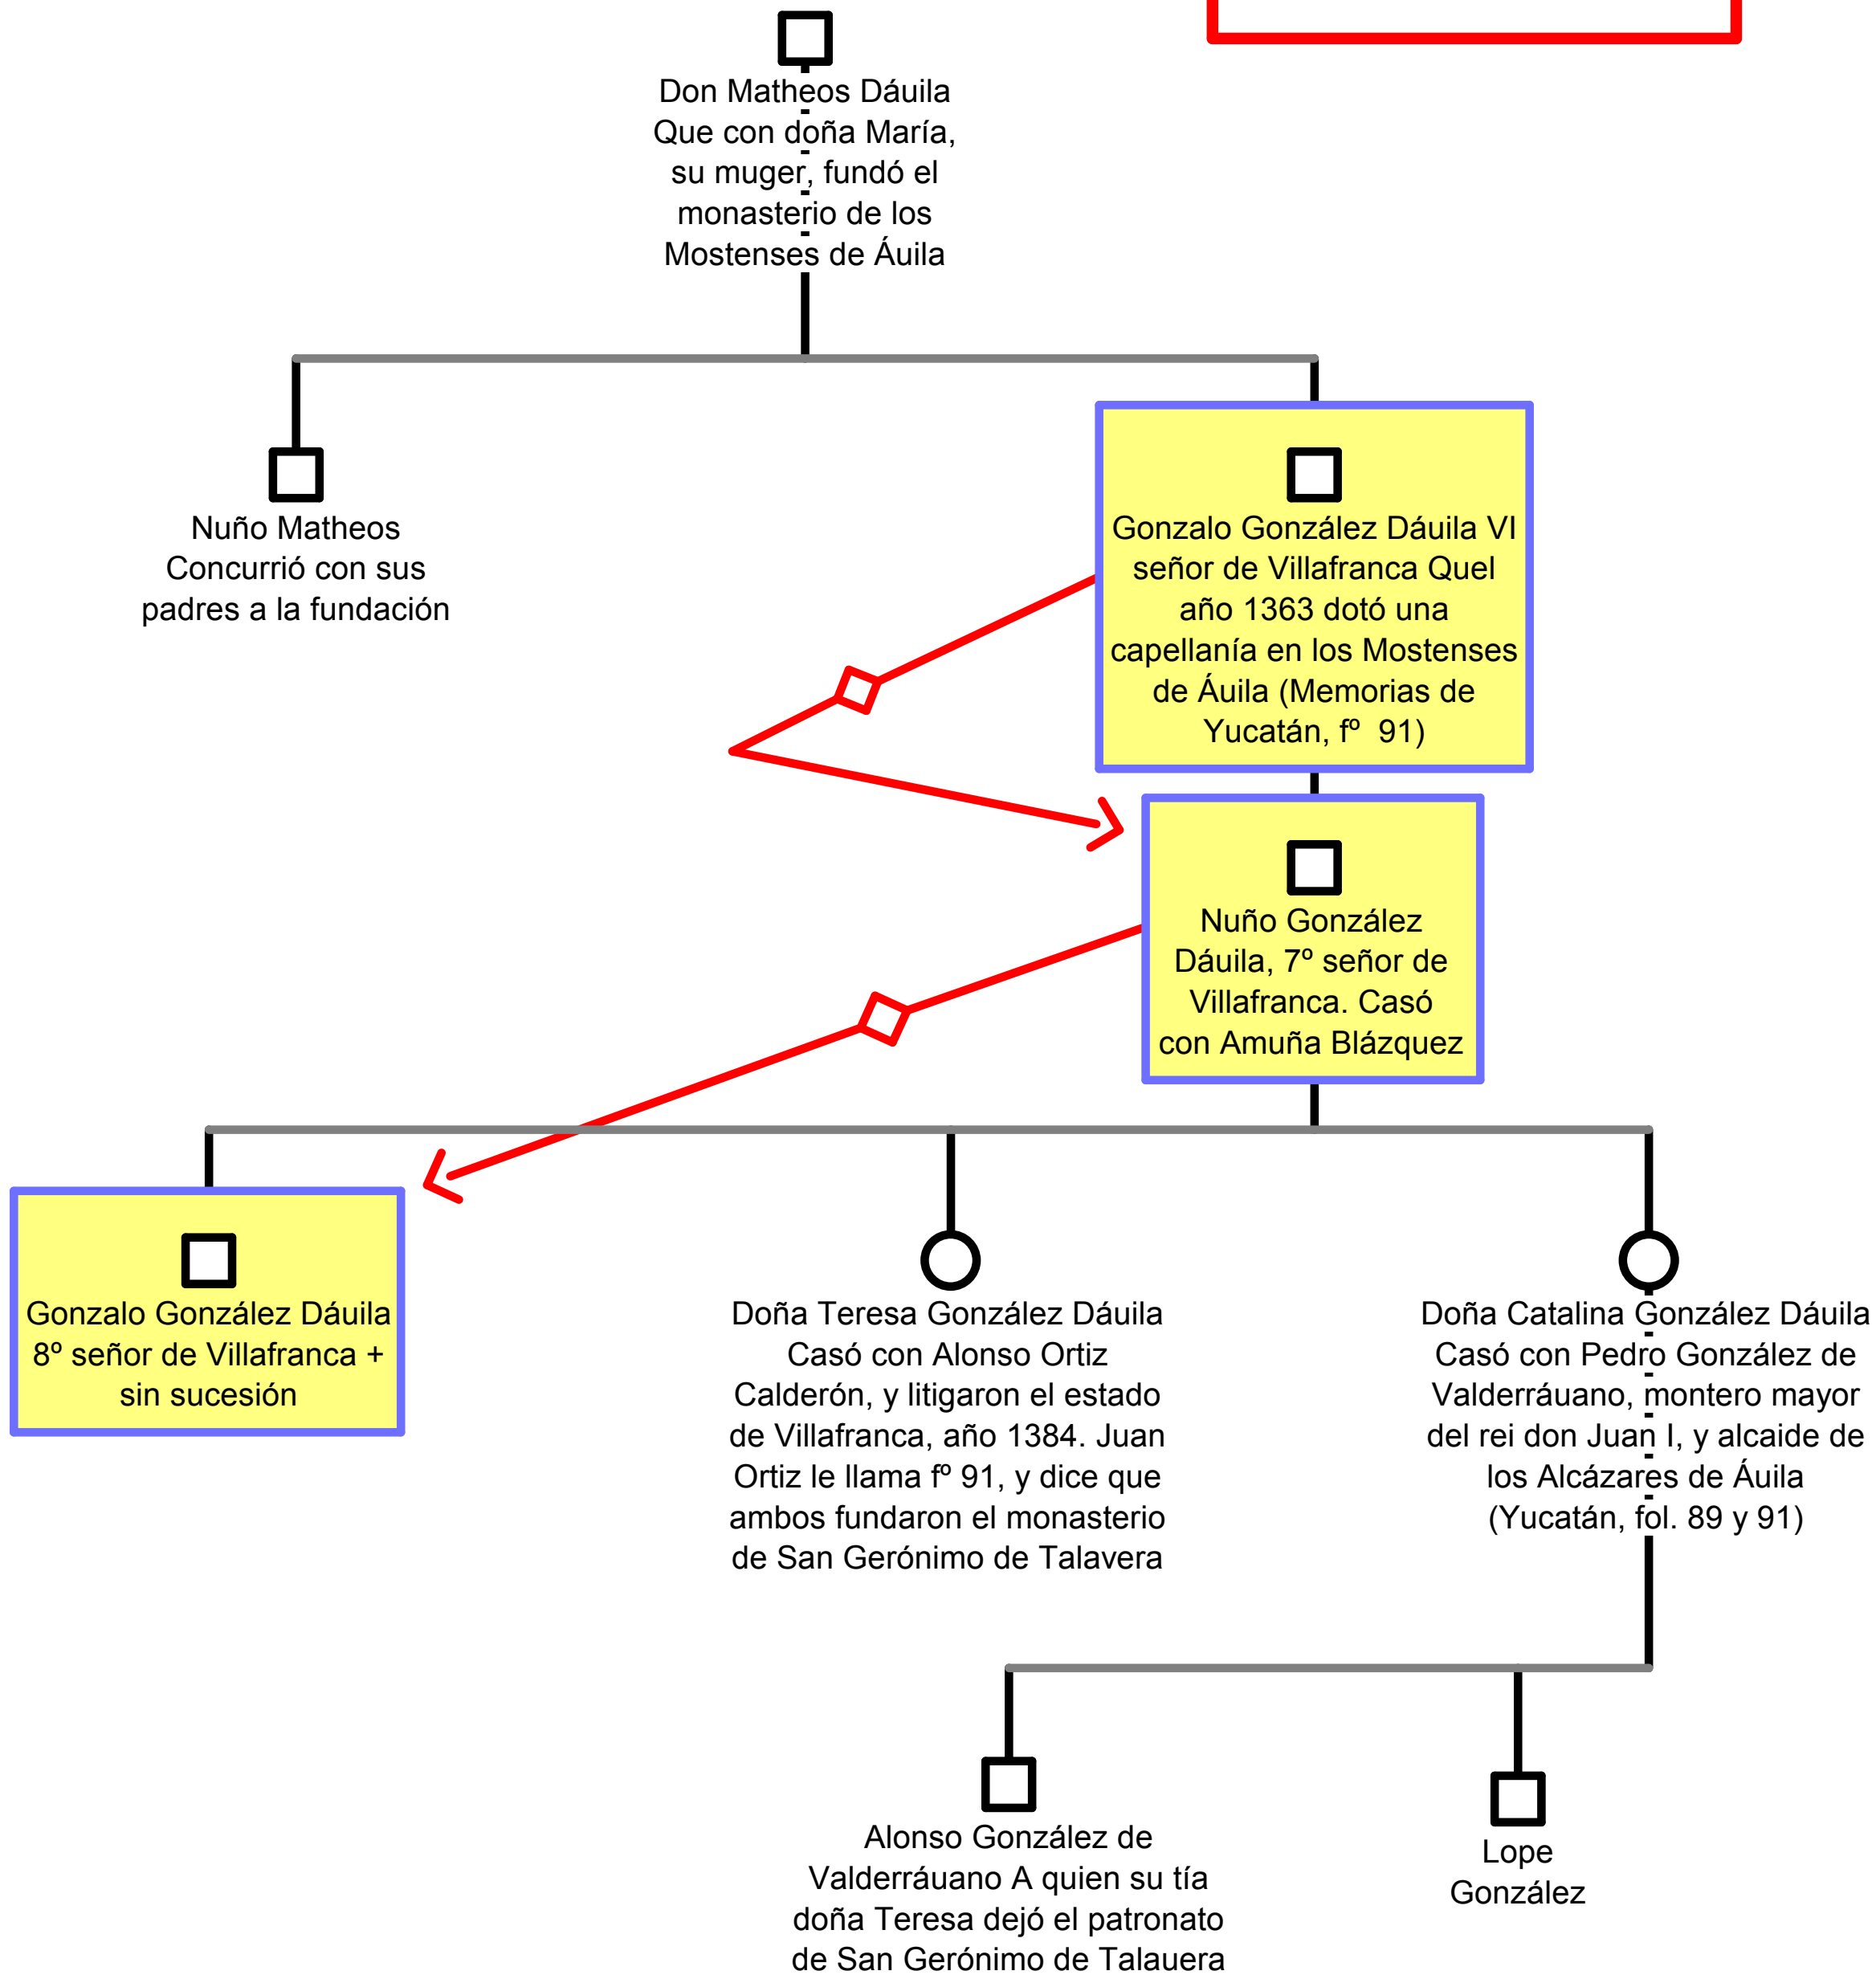 Don Matheos Dáuila
Que con doña María,
su muger, fundó el
monasterio de los
Mostenses de Áuila
Nuño Matheos
Concurrió con sus
padres a la fundación
Gonzalo González Dáuila VI
señor de Villafranca Quel
año 1363 dotó una
capellanía en los Mostenses
de Áuila (Memorias de
Yucatán, fº 91)
Nuño González
Dáuila, 7º señor de
Villafranca. Casó
con Amuña Blázquez
Gonzalo González Dáuila
8º señor de Villafranca +
sin sucesión
Doña Teresa González Dáuila
Casó con Alonso Ortiz
Calderón, y litigaron el estado
de Villafranca, año 1384. Juan
Ortiz le llama fº 91, y dice que
ambos fundaron el monasterio
de San Gerónimo de Talavera
Doña Catalina González Dáuila
Casó con Pedro González de
Valderráuano, montero mayor
del rei don Juan I, y alcaide de
los Alcázares de Áuila
(Yucatán, fol. 89 y 91)
Alonso González de
Valderráuano A quien su tía
doña Teresa dejó el patronato
de San Gerónimo de Talauera
Lope
González